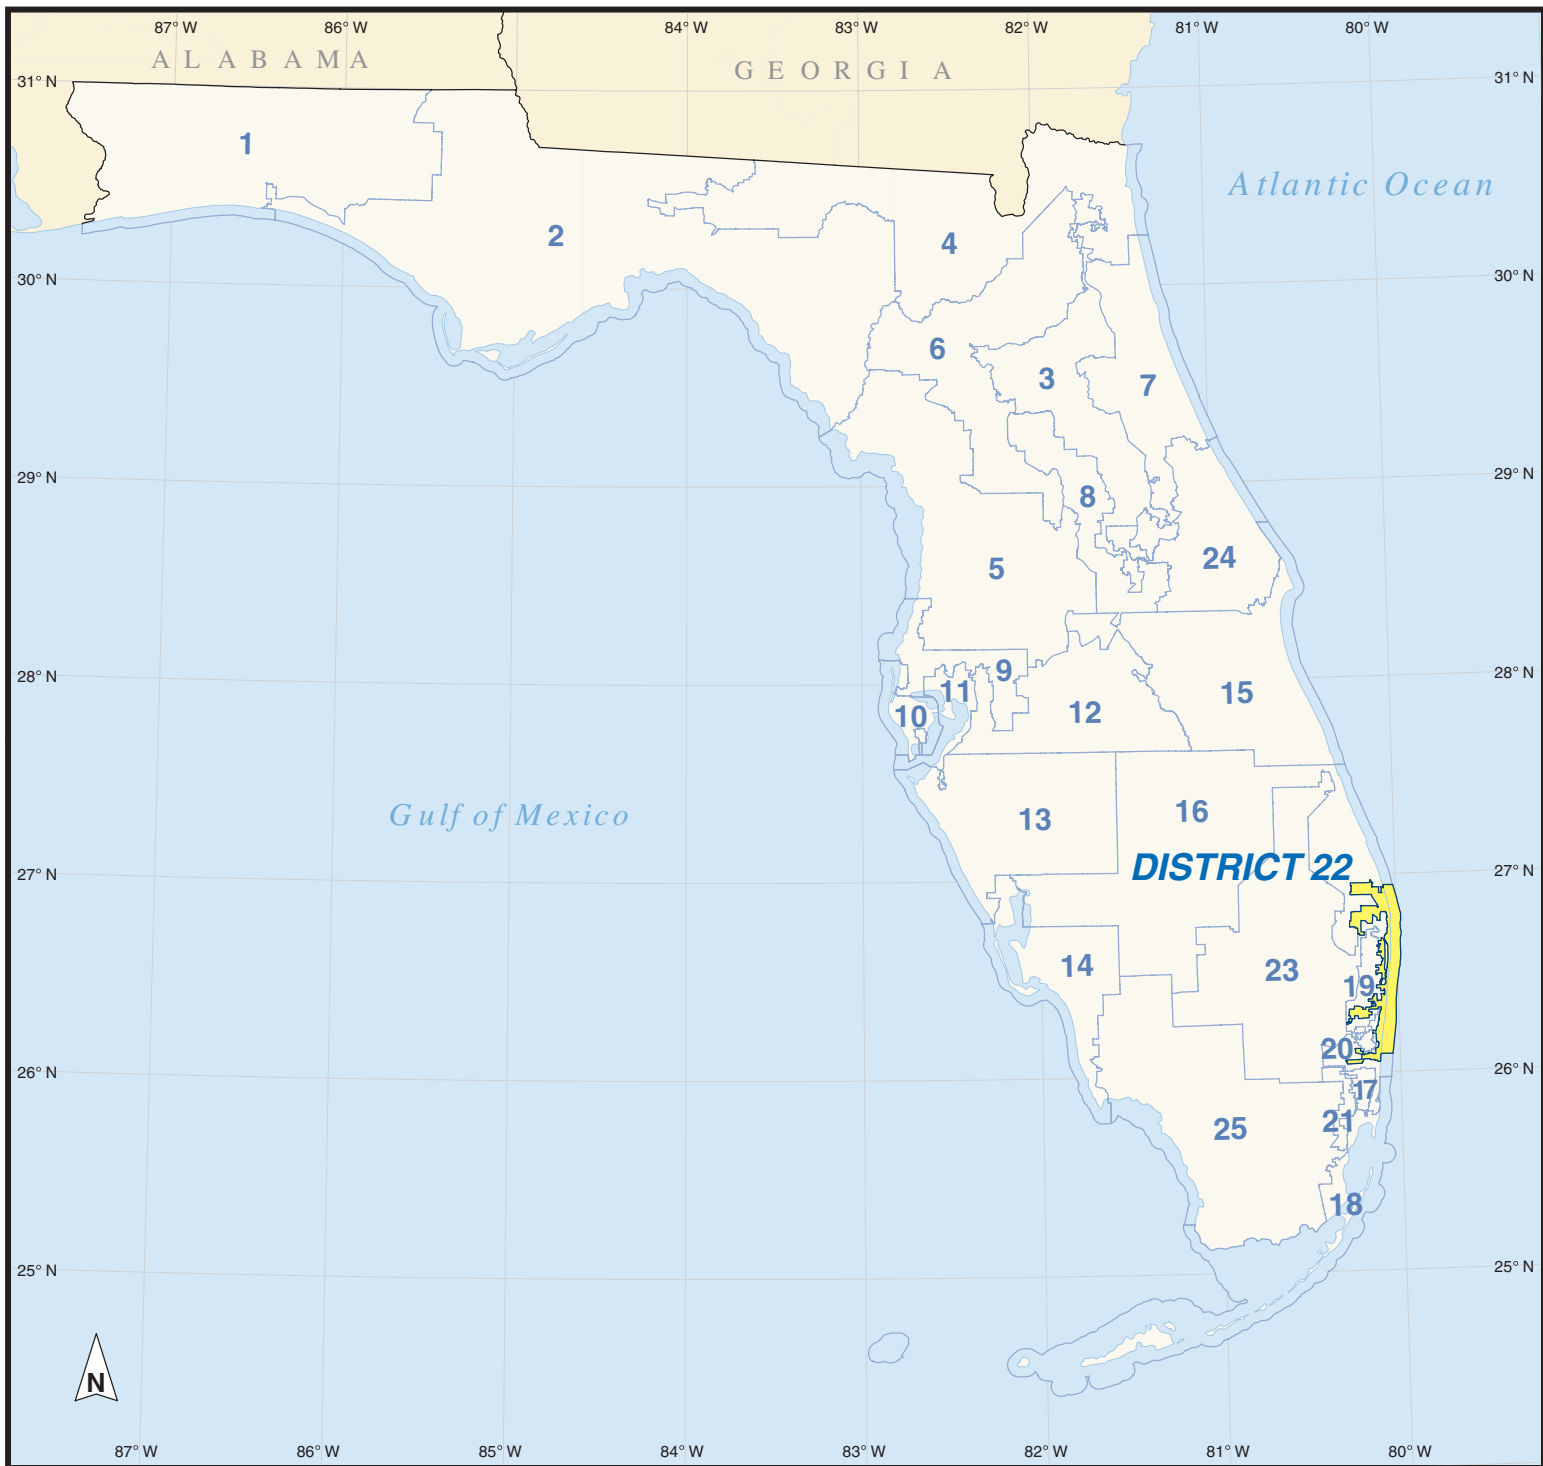 87° W 86° W 84° W 83° W 82° W 81° W 80° W
ALABAMA
GEORGIA
31° N 31° N
1
Atlantic Ocean
2
4
30° N 30° N
6
3
7
29° N 29° N
8
24
5
9
28° N 28° N
11
15
10
12
Gulf of Mexico
16
13
DISTRICT 22
27° N 27° N
14
23
19
20
26° N 26° N
17
21
25
18
25° N 25° N
N
87° W 86° W 85° W 84° W 83° W 82° W 81° W 80° W